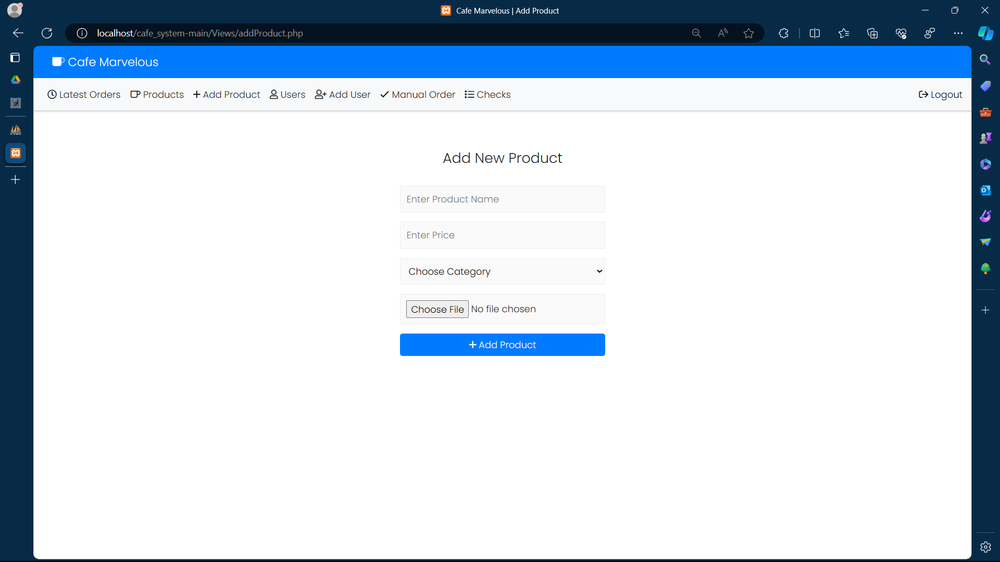 Cafe Marvelous | Add Product
localhost/cafe_system-main/Views/addProduct.php
Cafe Marvelous
Latest Orders Products Add Product Users Add User Manual Order Checks Logout
Add New Product
Enter Product Name
Enter Price
Choose Category
Choose File No file chosen
Add Product